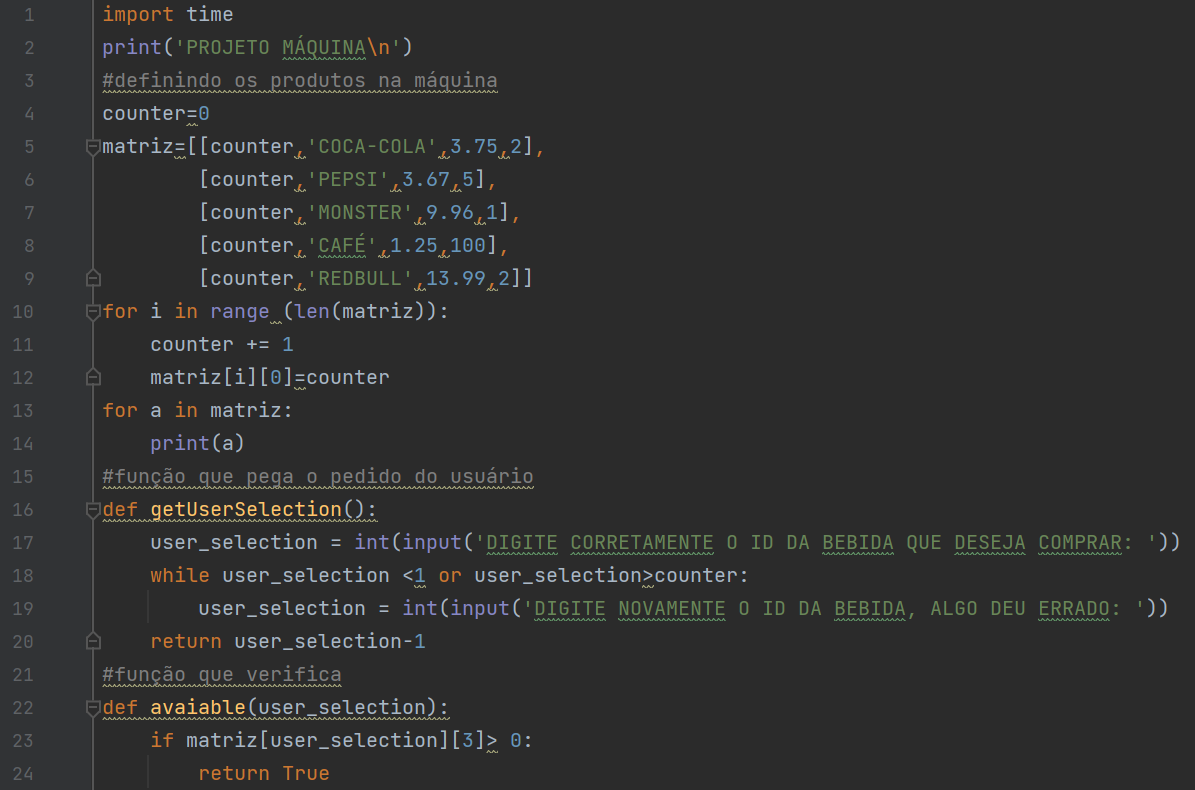 1 import time
2 print('PROJETO MÁQUINA\n')
3 #definindo os produtos na máquina
4 counter=0
5 matriz=[[counter,'COCA-COLA',3.75,2],
6         [counter,'PEPSI',3.67,5],
7         [counter,'MONSTER',9.96,1],
8         [counter,'CAFÉ',1.25,100],
9         [counter,'REDBULL',13.99,2]]
10 for i in range (len(matriz)):
11     counter += 1
12     matriz[i][0]=counter
13 for a in matriz:
14     print(a)
15 #função que pega o pedido do usuário
16 def getUserSelection():
17     user_selection = int(input('DIGITE CORRETAMENTE O ID DA BEBIDA QUE DESEJA COMPRAR: '))
18     while user_selection <1 or user_selection>counter:
19         user_selection = int(input('DIGITE NOVAMENTE O ID DA BEBIDA, ALGO DEU ERRADO: '))
20     return user_selection-1
21 #função que verifica
22 def avaiable(user_selection):
23     if matriz[user_selection][3]> 0:
24         return True